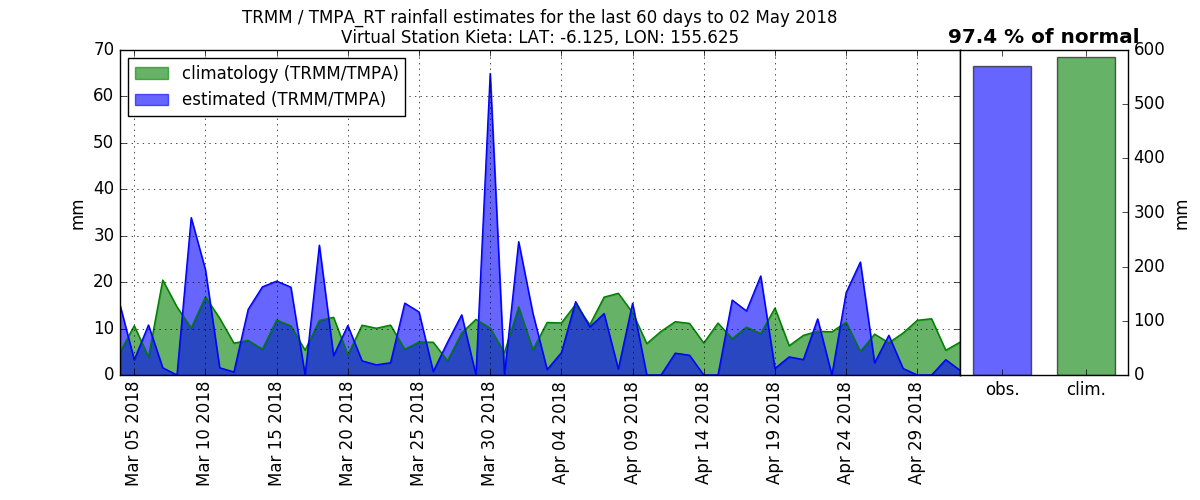 TRMM / TMPA_RT rainfall estimates for the last 60 days to 02 May 2018
Virtual Station Kieta: LAT: -6.125, LON: 155.625
97.4 % of normal
climatology (TRMM/TMPA)
estimated (TRMM/TMPA)
70
60
50
40
30
20
10
0
mm
600
500
400
300
200
100
0
mm
obs.
clim.
Mar 05 2018
Mar 10 2018
Mar 15 2018
Mar 20 2018
Mar 25 2018
Mar 30 2018
Apr 04 2018
Apr 09 2018
Apr 14 2018
Apr 19 2018
Apr 24 2018
Apr 29 2018